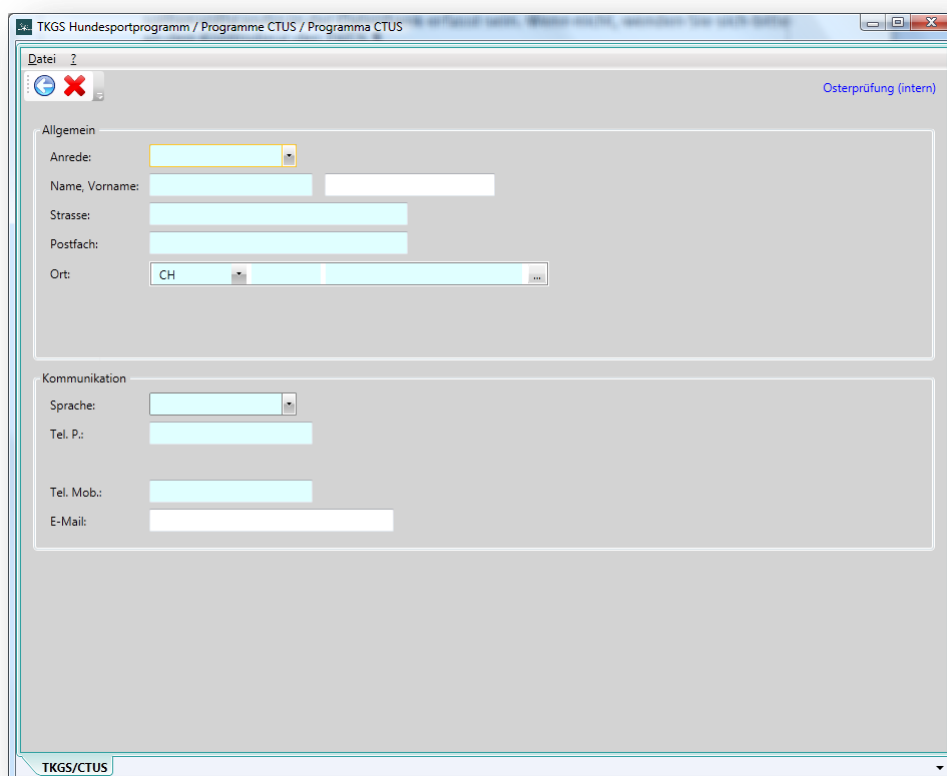 TKGS Hundesportprogramm / Programme CTUS / Programma CTUS
Datei ?
Osterprüfung (intern)
Allgemein
Anrede:
Name, Vorname:
Strasse:
Postfach:
Ort: CH ...
Kommunikation
Sprache:
Tel. P.:
Tel. Mob.:
E-Mail:
TKGS/CTUS